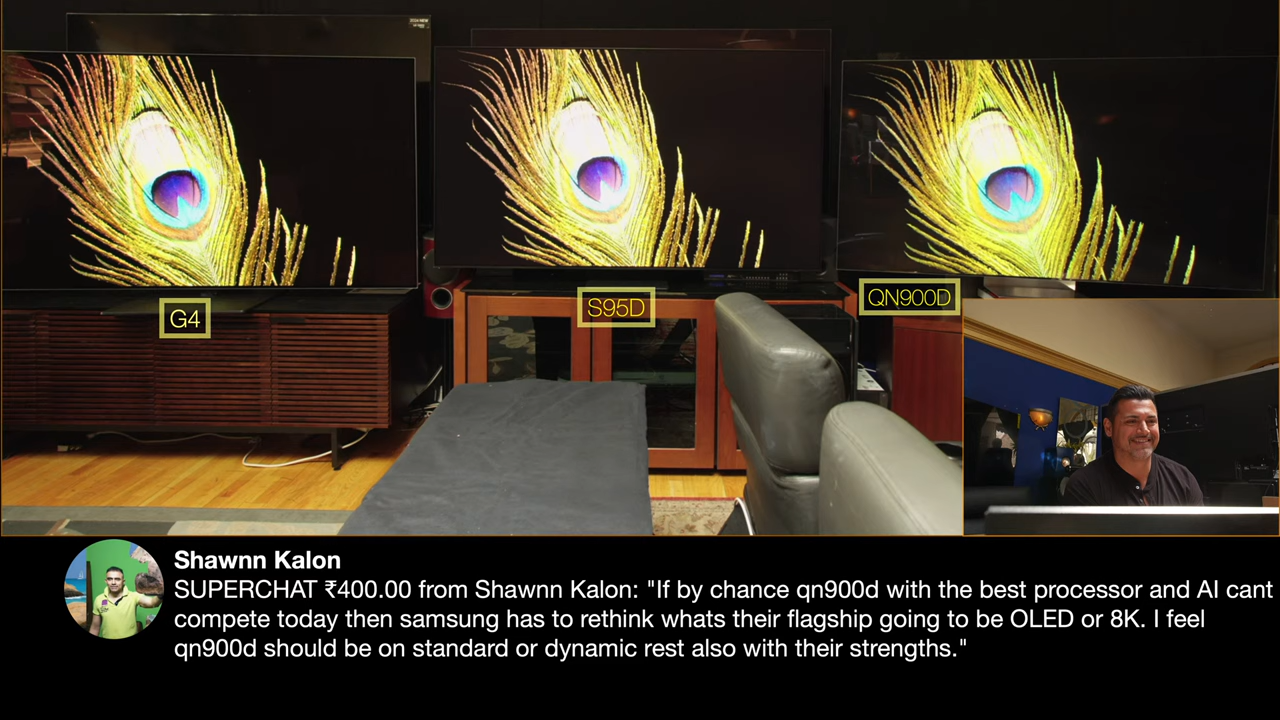 G4
S95D
QN900D
Shawnn Kalon
SUPERCHAT ₹400.00 from Shawnn Kalon: "If by chance qn900d with the best processor and AI cant
compete today then samsung has to rethink whats their flagship going to be OLED or 8K. I feel
qn900d should be on standard or dynamic rest also with their strengths."